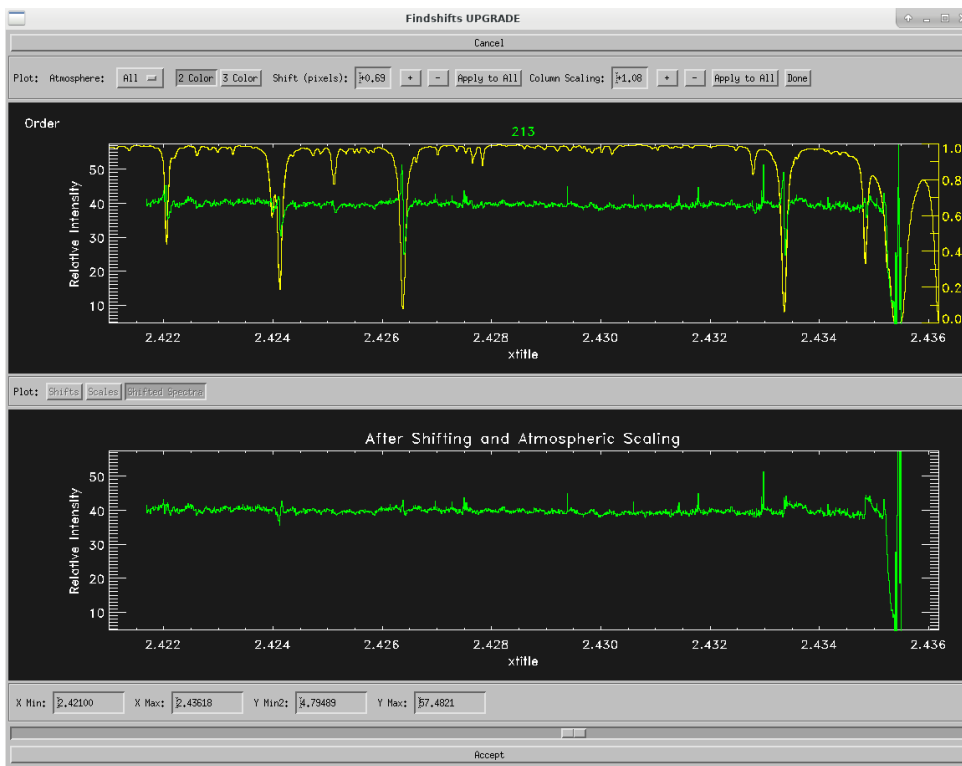 Findshifts UPGRADE
Cancel
Plot: Atmosphere: All 2 Color 3 Color Shift (pixels): +0.69 + - Apply to All Column Scaling: +1.08 + - Apply to All Done
Order
213
50
40
30
20
10
Relative Intensity
1.0
0.8
0.6
0.4
0.2
0.0
2.422 2.424 2.426 2.428 2.430 2.432 2.434 2.436
xtitle
Plot: Shifts Scales Shifted Spectra
After Shifting and Atmospheric Scaling
50
40
30
20
10
Relative Intensity
2.422 2.424 2.426 2.428 2.430 2.432 2.434 2.436
xtitle
X Min: 2.42100 X Max: 2.43618 Y Min2: 4.79489 Y Max: 57.4821
Accept